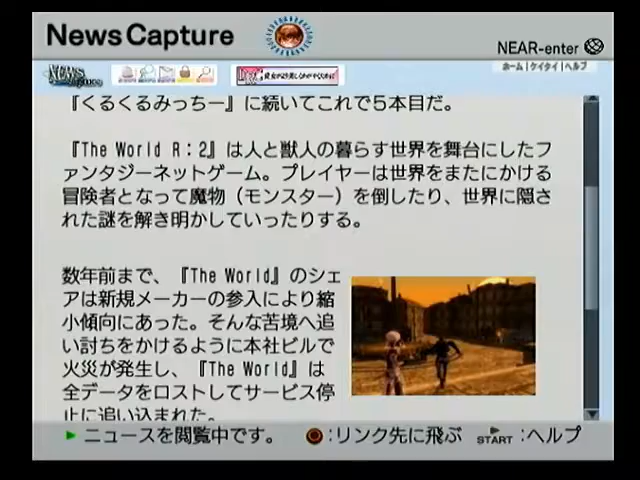 News Capture
NEAR-enter
ホーム|ケイタイ|ヘルプ
NEWS
『くるくるみっちー』に続いてこれで5本目だ。
『The World R：2』は人と獣人の暮らす世界を舞台にしたフ
ァンタジーネットゲーム。プレイヤーは世界をまたにかける
冒険者となって魔物（モンスター）を倒したり、世界に隠さ
れた謎を解き明かしていったりする。
数年前まで、『The World』のシェ
アは新規メーカーの参入により縮
小傾向にあった。そんな苦境へ追
い討ちをかけるように本社ビルで
火災が発生し、『The World』は
全データをロストしてサービス停
止に追い込まれた。
ニュースを閲覧中です。
:リンク先に飛ぶ
START :ヘルプ